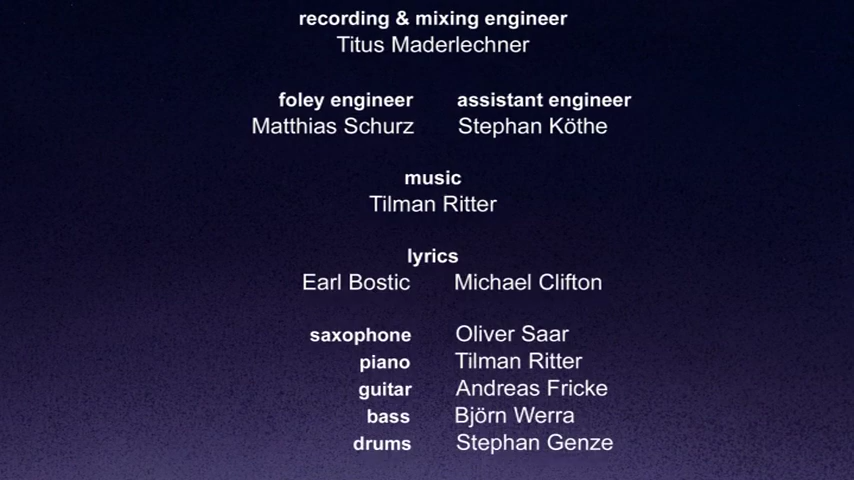 recording & mixing engineer
Titus Maderlechner
foley engineer assistant engineer
Matthias Schurz Stephan Köthe
music
Tilman Ritter
lyrics
Earl Bostic Michael Clifton
saxophone Oliver Saar
piano Tilman Ritter
guitar Andreas Fricke
bass Björn Werra
drums Stephan Genze